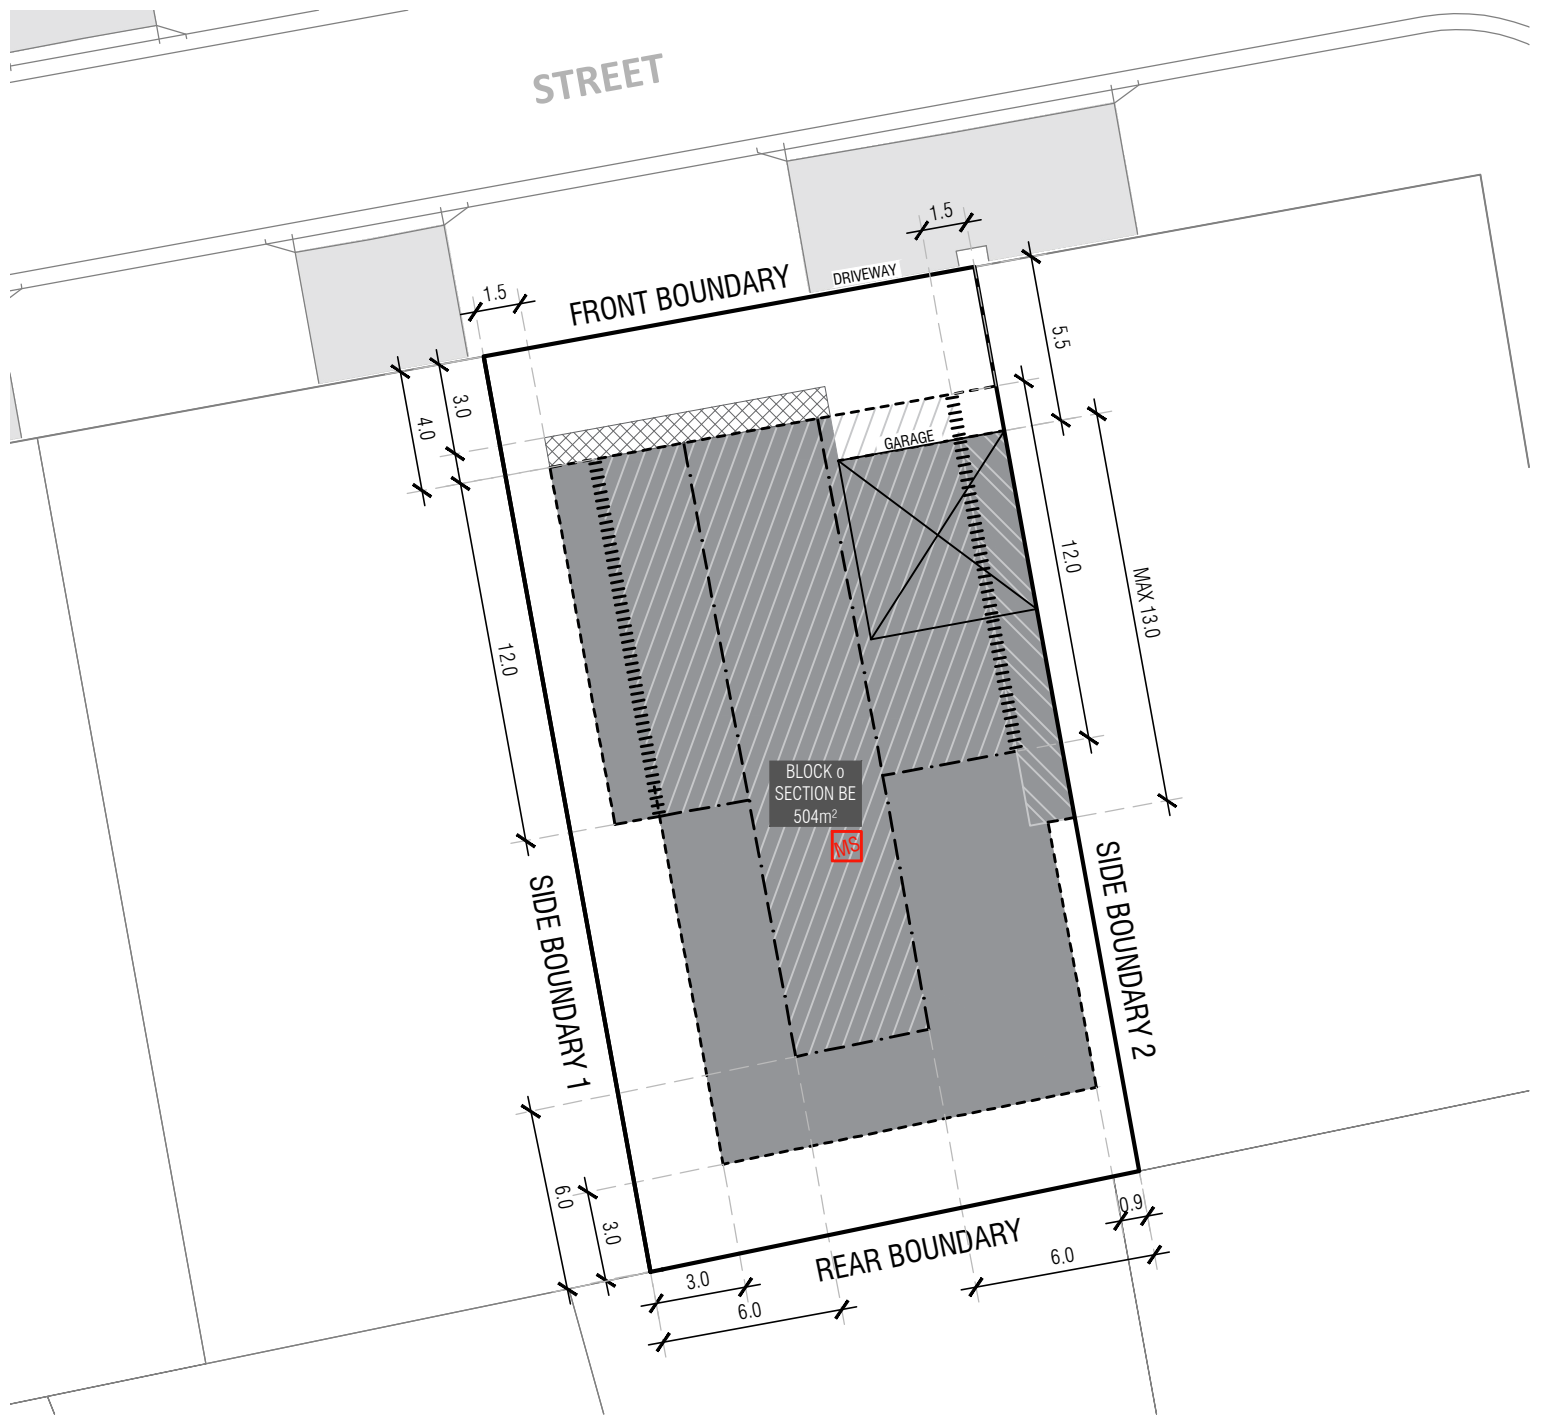 STREET
1.5
1.5
FRONT BOUNDARY
DRIVEWAY
5.5
3.0
4.0
GARAGE
12.0
MAX 13.0
12.0
BLOCK o
SECTION BE
504m²
MS
SIDE BOUNDARY 1
SIDE BOUNDARY 2
6.0
3.0
0.9
REAR BOUNDARY
6.0
3.0
6.0